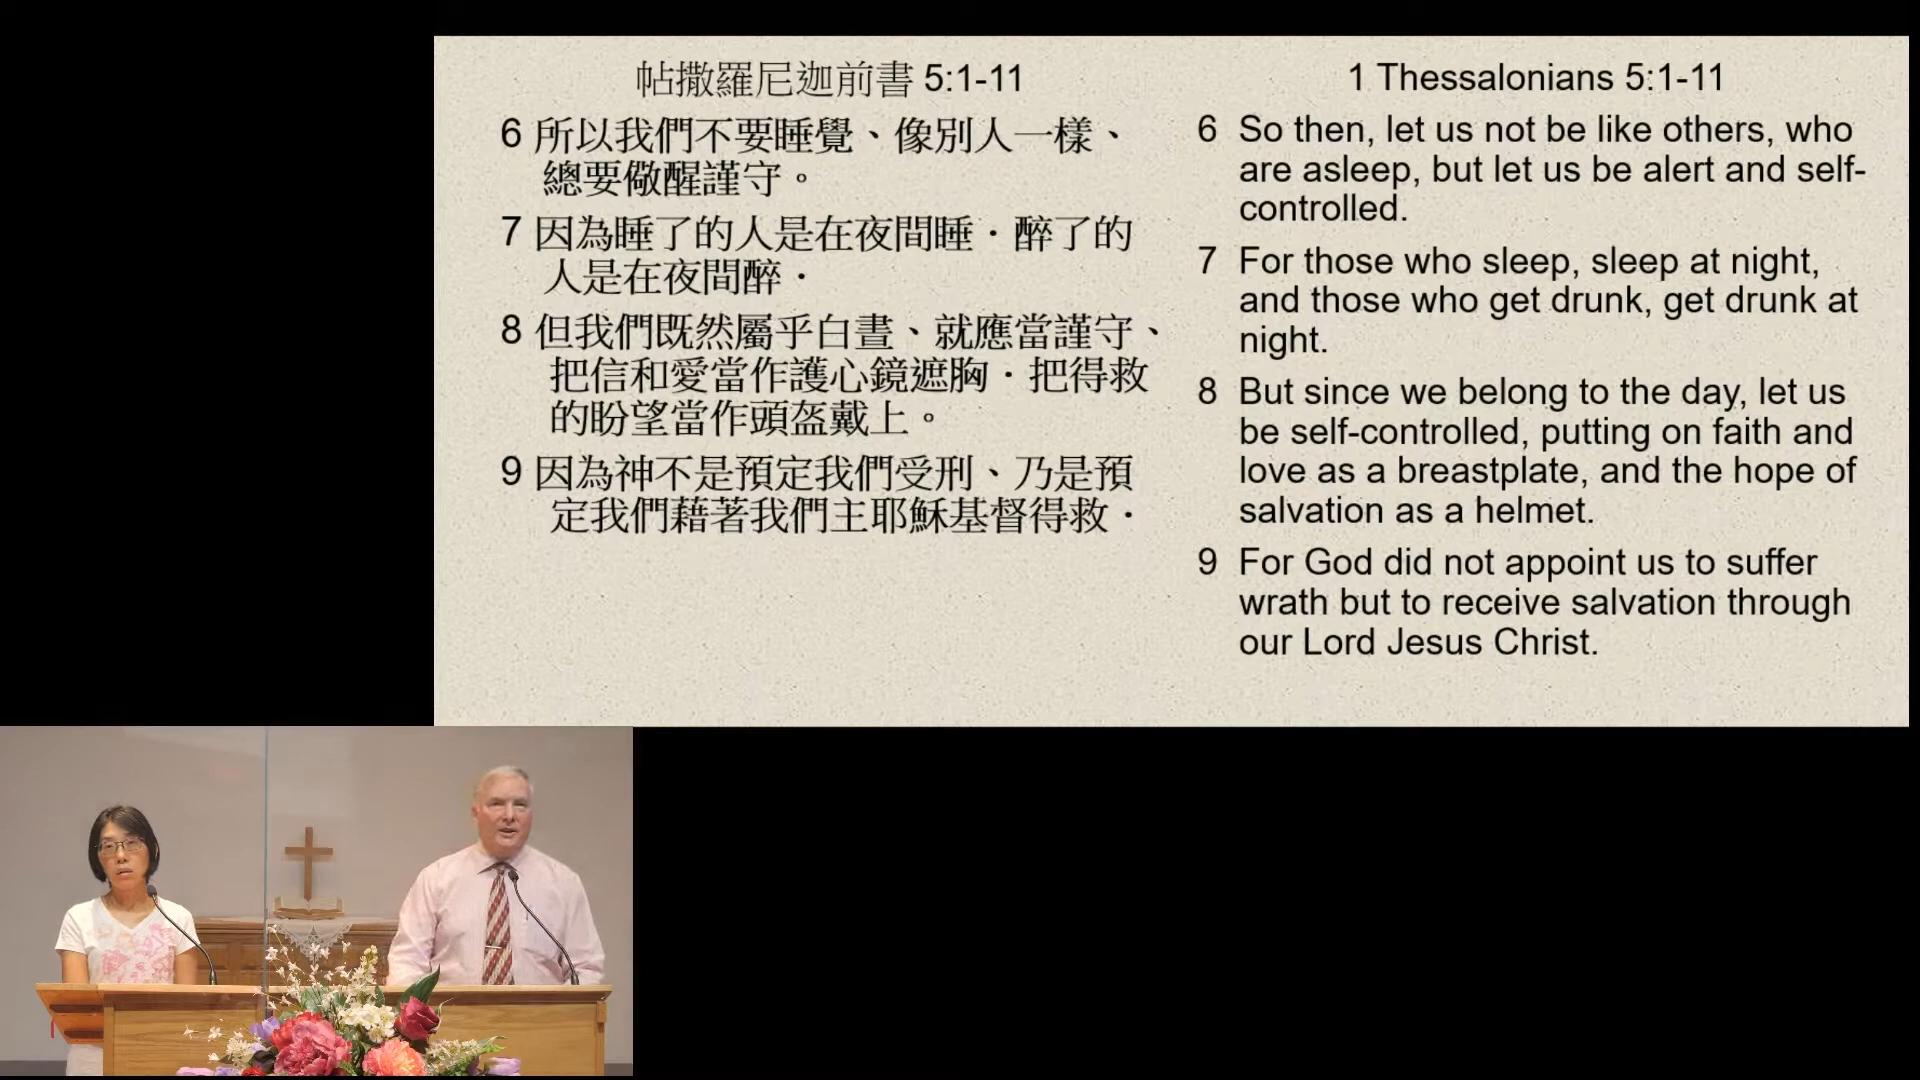 帖撒羅尼迦前書 5:1-11
6 所以我們不要睡覺、像別人一樣、
總要儆醒謹守。
7 因為睡了的人是在夜間睡．醉了的
人是在夜間醉．
8 但我們既然屬乎白晝、就應當謹守、
把信和愛當作護心鏡遮胸．把得救
的盼望當作頭盔戴上。
9 因為神不是預定我們受刑、乃是預
定我們藉著我們主耶穌基督得救．
1 Thessalonians 5:1-11
6 So then, let us not be like others, who
are asleep, but let us be alert and self-
controlled.
7 For those who sleep, sleep at night,
and those who get drunk, get drunk at
night.
8 But since we belong to the day, let us
be self-controlled, putting on faith and
love as a breastplate, and the hope of
salvation as a helmet.
9 For God did not appoint us to suffer
wrath but to receive salvation through
our Lord Jesus Christ.